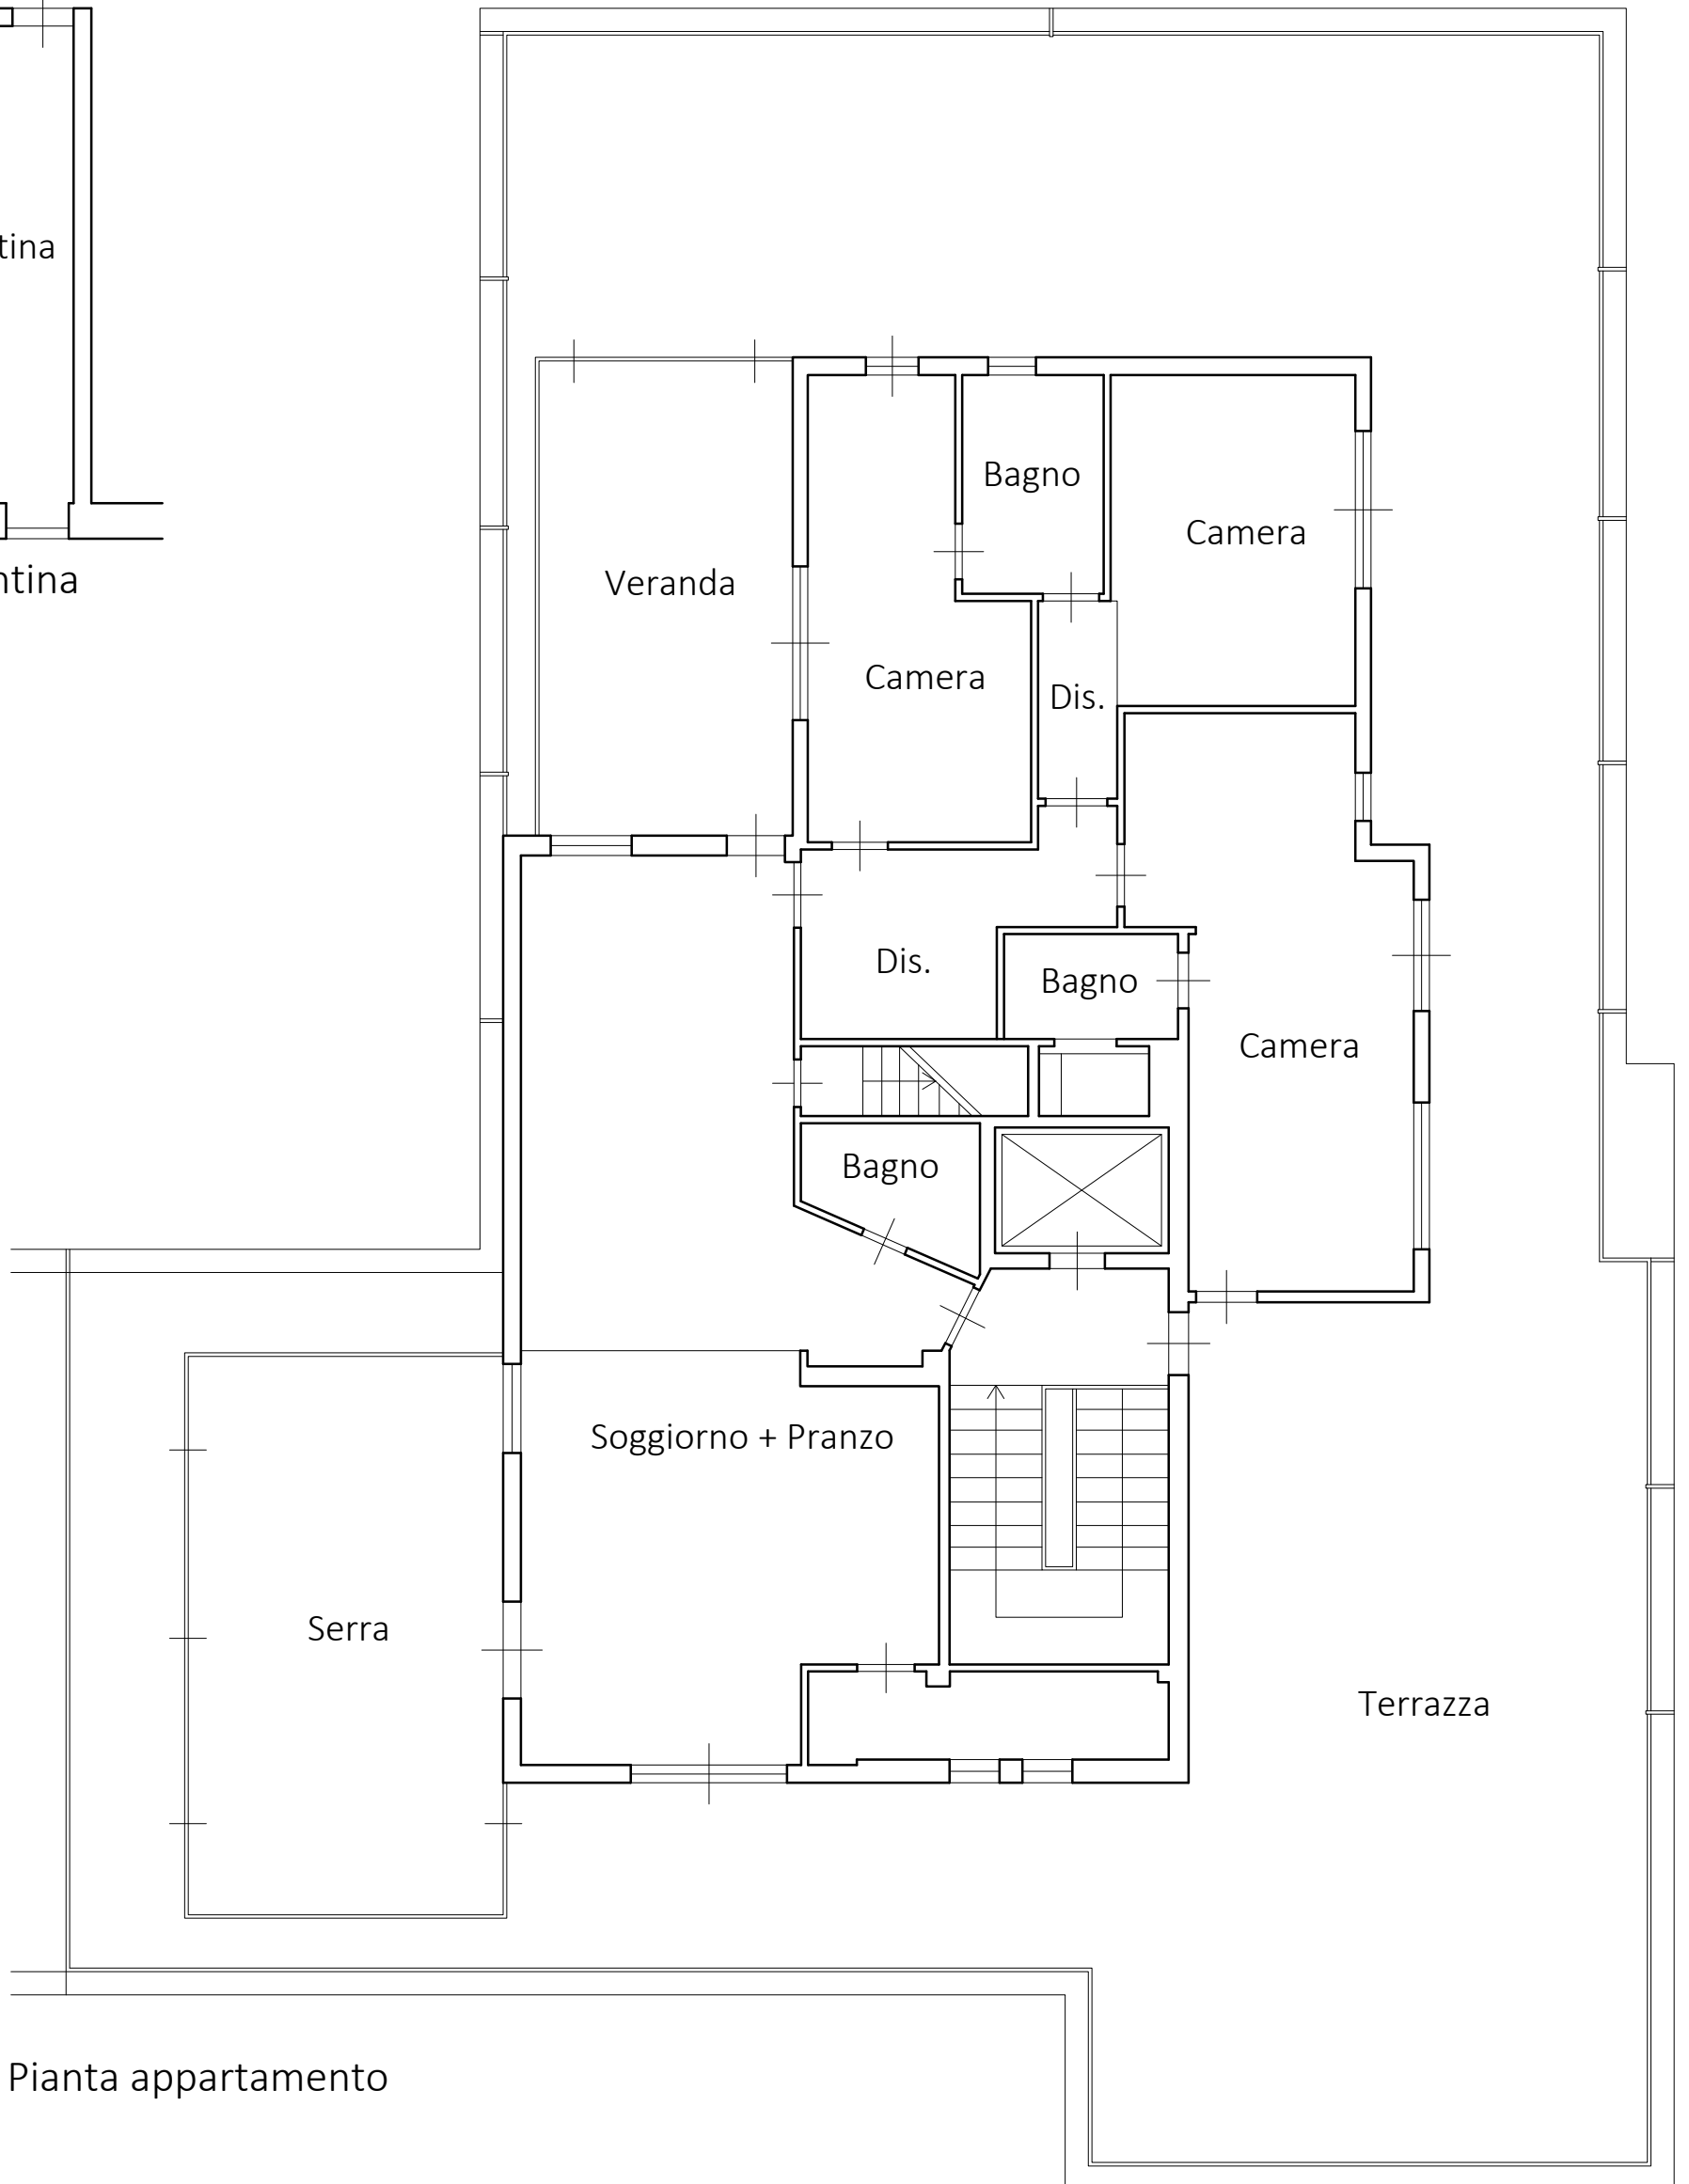 tina
ntina
Bagno
Camera
Veranda
Camera
Dis.
Dis.
Bagno
Camera
Bagno
Soggiorno + Pranzo
Serra
Terrazza
Pianta appartamento